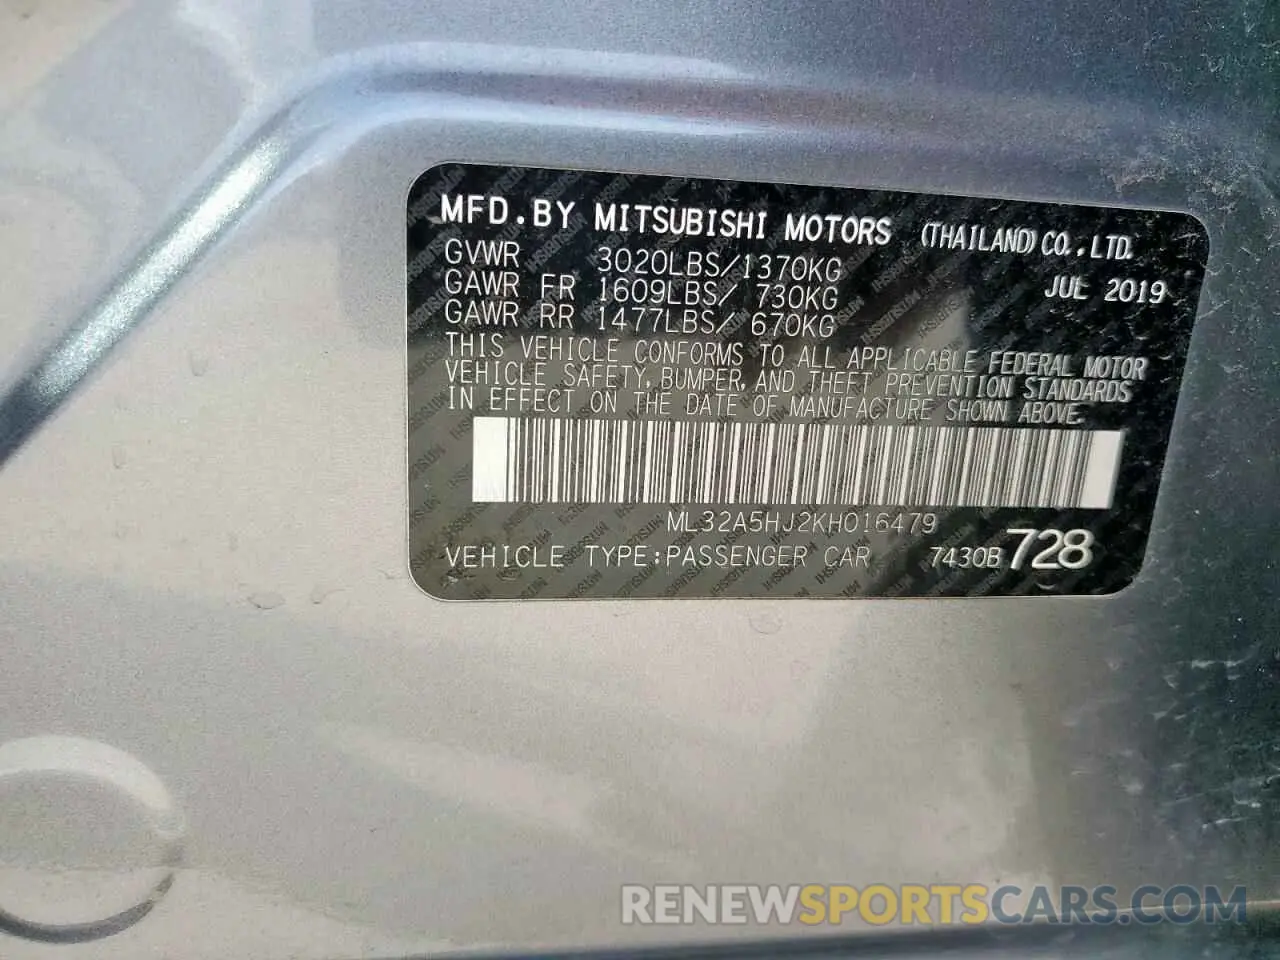 MFD.BY MITSUBISHI MOTORS (THAILAND)CO.,LTD.
GVWR 3020LBS/1370KG JUL 2019
GAWR FR 1609LBS/ 730KG
GAWR RR 1477LBS/ 670KG
THIS VEHICLE CONFORMS TO ALL APPLICABLE FEDERAL MOTOR
VEHICLE SAFETY, BUMPER, AND THEFT PREVENTION STANDARDS
IN EFFECT ON THE DATE OF MANUFACTURE SHOWN ABOVE.
ML32A5HJ2KH016479
VEHICLE TYPE:PASSENGER CAR 7430B 728
RENEWSPORTSCARS.COM